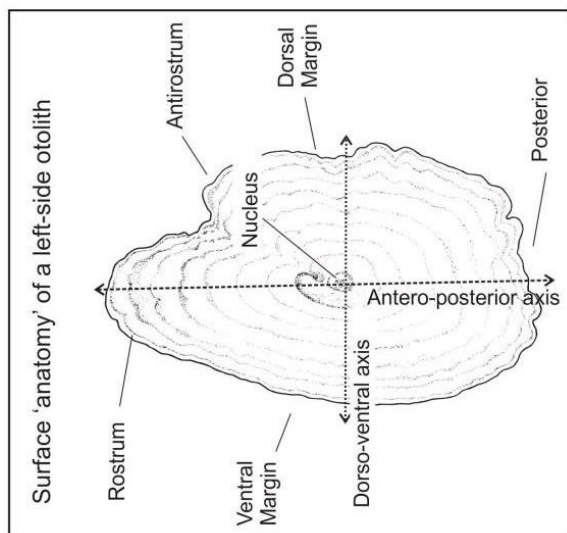 Surface 'anatomy' of a left-side otolith
Rostrum
Antirostrum
Ventral
Margin
Nucleus
Dorsal
Margin
Dorso-ventral axis
Antero-posterior axis
Posterior